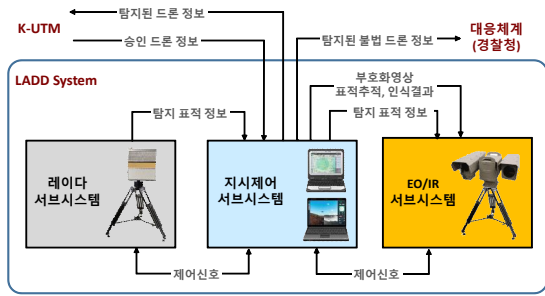 탐지된 드론 정보
K-UTM
승인 드론 정보
탐지된 불법 드론 정보
대응체계
(경찰청)
LADD System
부호화영상
표적추적, 인식결과
탐지 표적 정보
탐지 표적 정보
레이다
서브시스템
지시제어
서브시스템
EO/IR
서브시스템
제어신호
제어신호